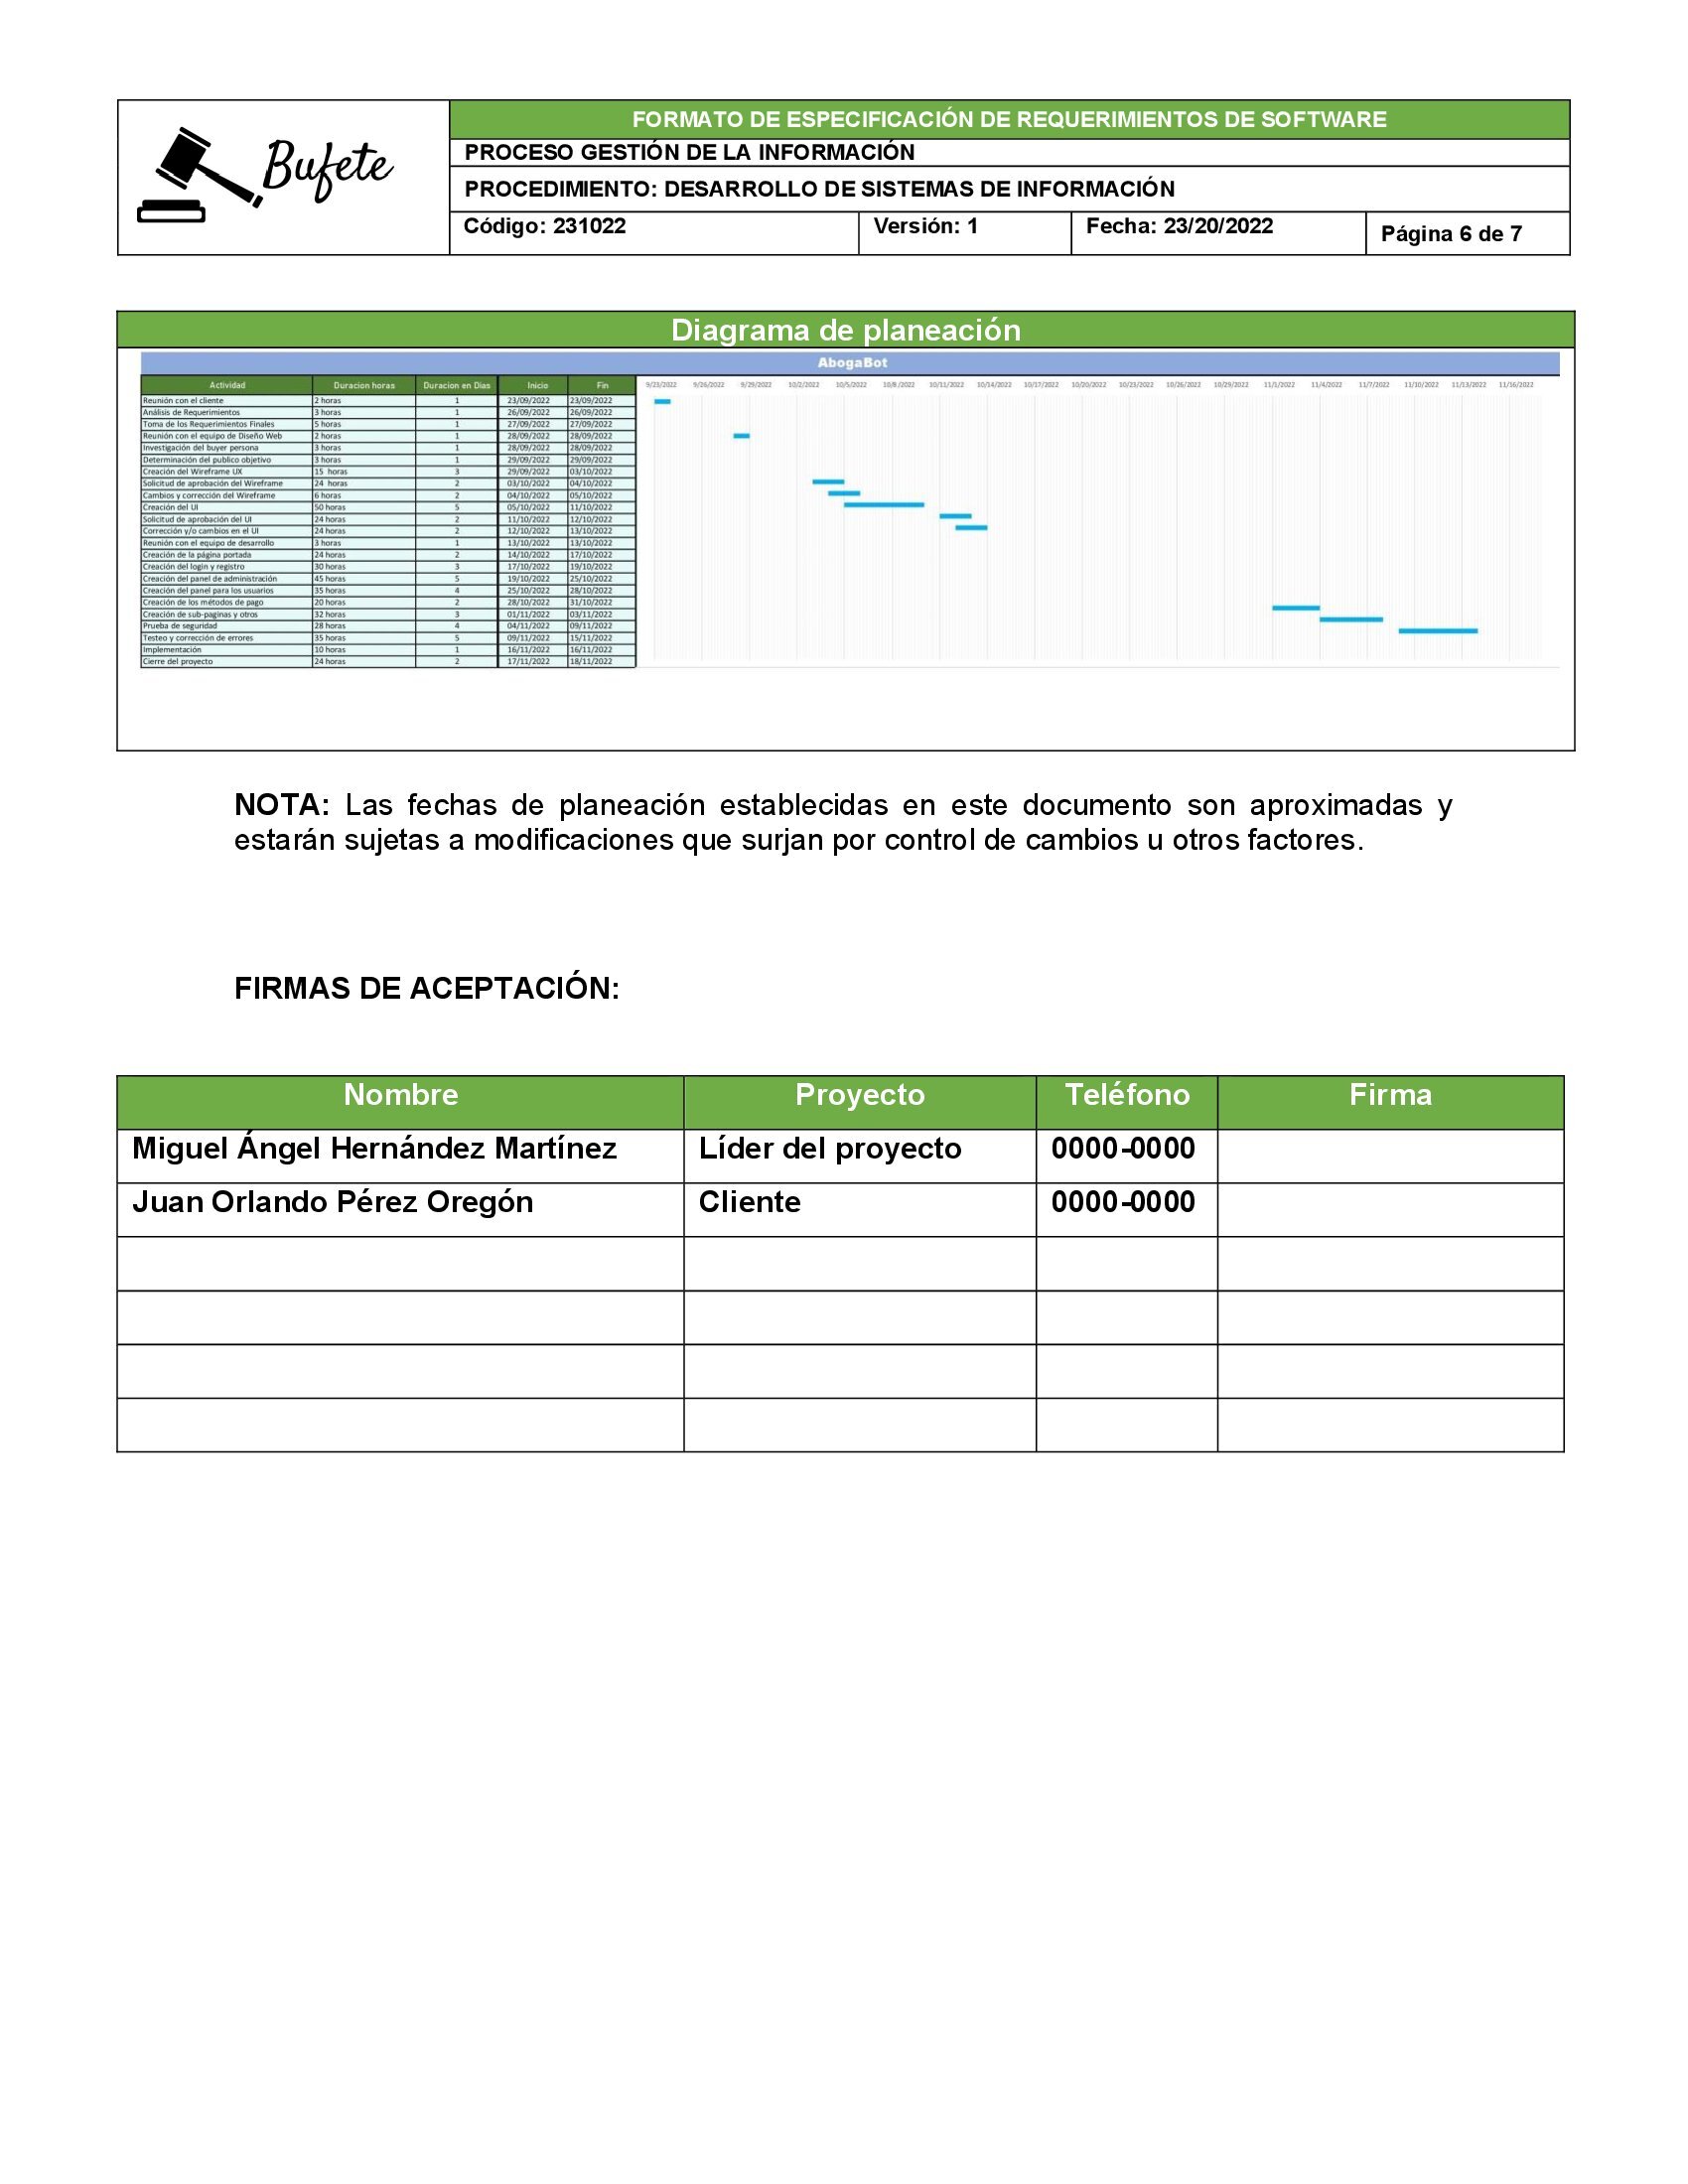 Bufete
FORMATO DE ESPECIFICACIÓN DE REQUERIMIENTOS DE SOFTWARE
PROCESO GESTIÓN DE LA INFORMACIÓN
PROCEDIMIENTO: DESARROLLO DE SISTEMAS DE INFORMACIÓN
Código: 231022 Versión: 1 Fecha: 23/20/2022 Página 6 de 7
Diagrama de planeación
AbogaBot
Actividad Duracion horas Duracion en Dias Inicio Fin 9/23/2022 9/26/2022 9/29/2022 10/2/2022 10/5/2022 10/8/2022 10/11/2022 10/14/2022 10/17/2022 10/20/2022 10/23/2022 10/26/2022 10/29/2022 11/1/2022 11/4/2022 11/7/2022 11/10/2022 11/13/2022 11/16/2022
Reunión con el cliente 2 horas 1 23/09/2022 23/09/2022
Análisis de Requerimientos 3 horas 1 26/09/2022 26/09/2022
Toma de los Requerimientos Finales 5 horas 1 27/09/2022 27/09/2022
Reunión con el equipo de Diseño Web 2 horas 1 28/09/2022 28/09/2022
Investigación del buyer persona 3 horas 1 28/09/2022 28/09/2022
Determinación del publico objetivo 3 horas 1 29/09/2022 29/09/2022
Creación del Wireframe UX 15 horas 3 29/09/2022 03/10/2022
Solicitud de aprobación del Wireframe 24 horas 2 03/10/2022 04/10/2022
Cambios y corrección del Wireframe 6 horas 2 04/10/2022 05/10/2022
Creación del UI 50 horas 5 05/10/2022 11/10/2022
Solicitud de aprobación del UI 24 horas 2 11/10/2022 12/10/2022
Corrección y/o cambios en el UI 24 horas 2 12/10/2022 13/10/2022
Reunión con el equipo de desarrollo 3 horas 1 13/10/2022 13/10/2022
Creación de la página portada 24 horas 2 14/10/2022 17/10/2022
Creación del login y registro 30 horas 3 17/10/2022 19/10/2022
Creación del panel de administración 45 horas 5 19/10/2022 25/10/2022
Creación del panel para los usuarios 35 horas 4 25/10/2022 28/10/2022
Creación de los métodos de pago 20 horas 2 28/10/2022 31/10/2022
Creación de sub-paginas y otros 32 horas 3 01/11/2022 03/11/2022
Prueba de seguridad 28 horas 4 04/11/2022 09/11/2022
Testeo y corrección de errores 35 horas 5 09/11/2022 15/11/2022
Implementación 10 horas 1 16/11/2022 16/11/2022
Cierre del proyecto 24 horas 2 17/11/2022 18/11/2022
NOTA: Las fechas de planeación establecidas en este documento son aproximadas y
estarán sujetas a modificaciones que surjan por control de cambios u otros factores.
FIRMAS DE ACEPTACIÓN:
Nombre Proyecto Teléfono Firma
Miguel Ángel Hernández Martínez Líder del proyecto 0000-0000
Juan Orlando Pérez Oregón Cliente 0000-0000